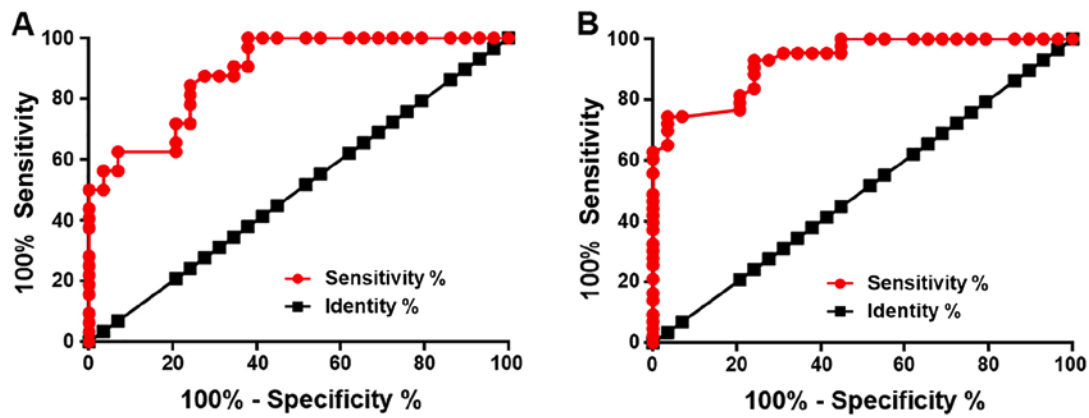 A
100% Sensitivity
100
80
60
40
20
0
0 20 40 60 80 100
100% - Specificity %
Sensitivity %
Identity %
B
100% Sensitivity
100
80
60
40
20
0
0 20 40 60 80 100
100% - Specificity %
Sensitivity %
Identity %